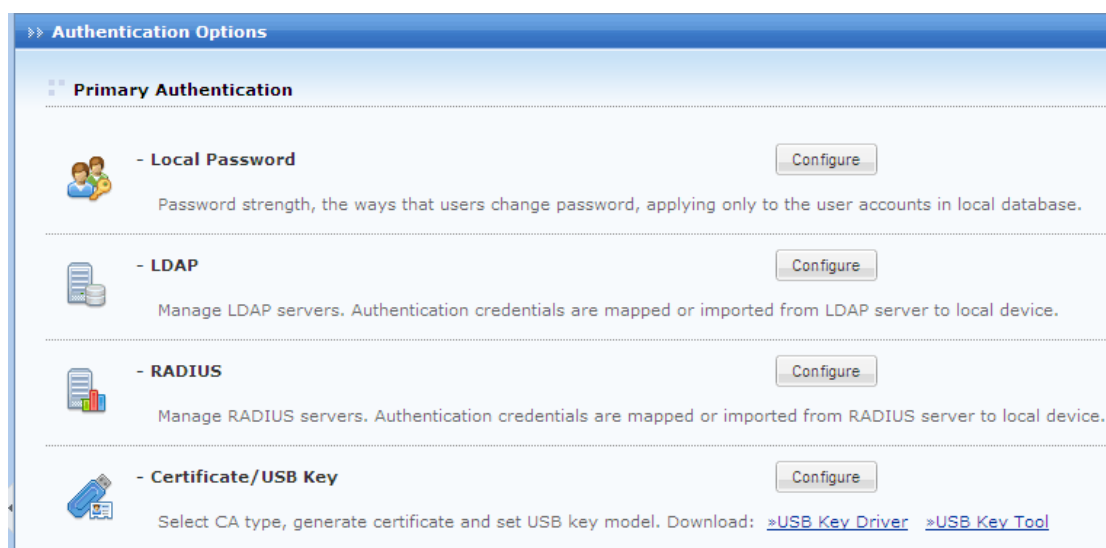 » Authentication Options
Primary Authentication
- Local Password Configure
Password strength, the ways that users change password, applying only to the user accounts in local database.
- LDAP Configure
Manage LDAP servers. Authentication credentials are mapped or imported from LDAP server to local device.
- RADIUS Configure
Manage RADIUS servers. Authentication credentials are mapped or imported from RADIUS server to local device.
- Certificate/USB Key Configure
Select CA type, generate certificate and set USB key model. Download: »USB Key Driver »USB Key Tool